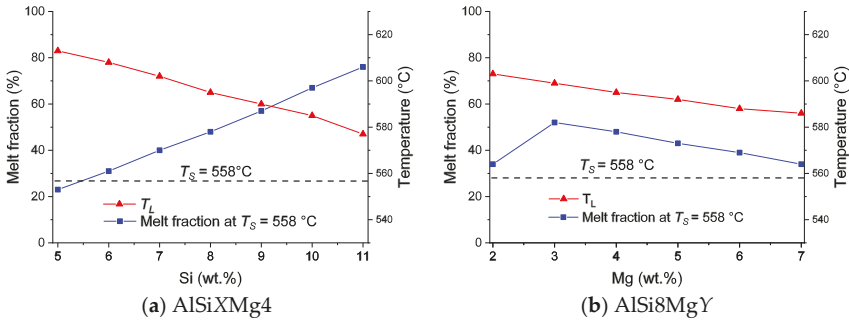 100
80
60
40
20
0
Melt fraction (%)
620
600
580
560
540
Temperature (°C)
T_S = 558°C
T_L
Melt fraction at T_S = 558 °C
5 6 7 8 9 10 11
Si (wt.%)
(a) AlSiXMg4
100
80
60
40
20
0
Melt fraction (%)
620
600
580
560
540
Temperature (°C)
T_S = 558 °C
T_L
Melt fraction at T_S = 558 °C
2 3 4 5 6 7
Mg (wt.%)
(b) AlSi8MgY